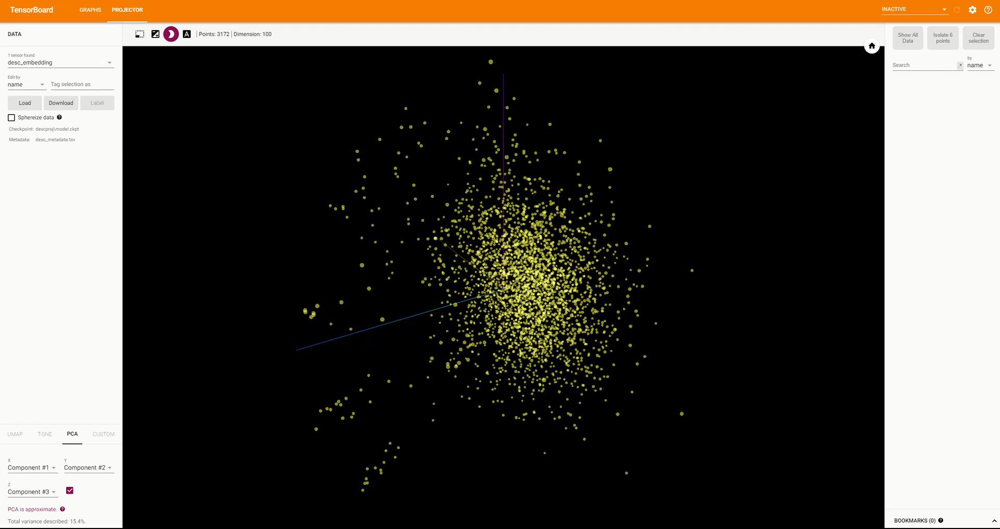 TensorBoard
GRAPHS
PROJECTOR
INACTIVE
DATA
1 tensor found
desc_embedding
Edit by
name
Tag selection as
Load
Download
Label
Sphereize data
Checkpoint: descproj\model.ckpt
Metadata: desc_metadata.tsv
UMAP
T-SNE
PCA
CUSTOM
X
Component #1
Y
Component #2
Z
Component #3
PCA is approximate.
Total variance described: 15.4%.
A
Points: 3172
Dimension: 100
Show All
Data
Isolate 6
points
Clear
selection
Search
.*
by
name
BOOKMARKS (0)